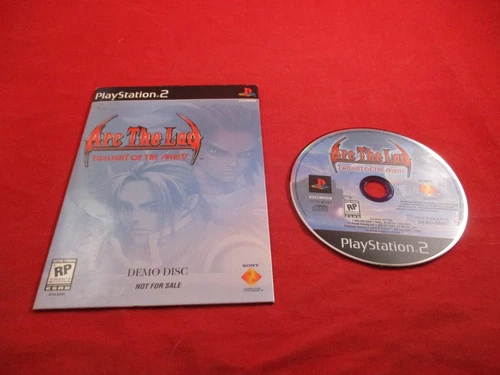 PlayStation.2
Arc The Lad
TWILIGHT OF THE SPIRITS
DEMO DISC
NOT FOR SALE
RP
ESRB
SONY
Arc The Lad
TWILIGHT OF THE SPIRITS
RP
PlayStation.2